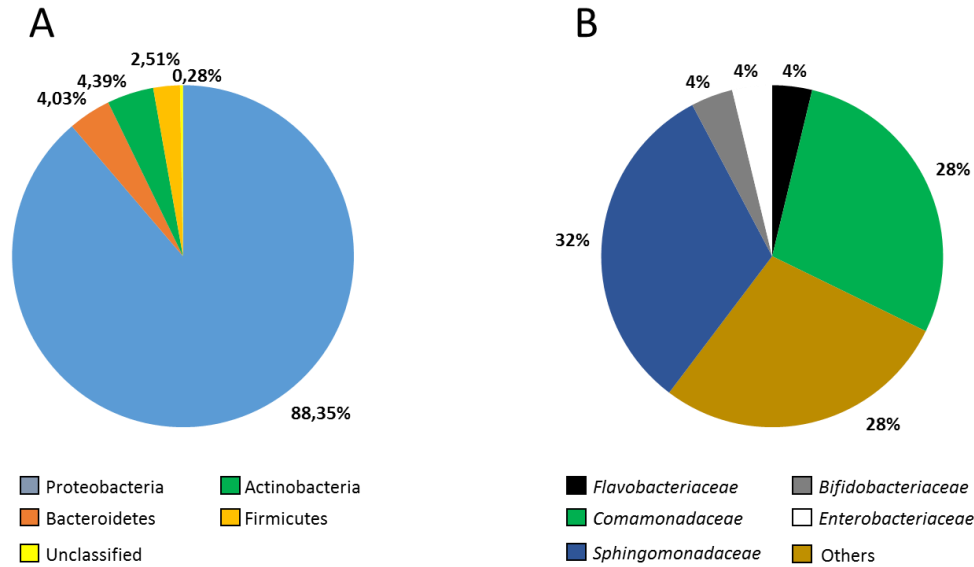 A
B
2,51%
0,28%
4,39%
4,03%
88,35%
4%
4%
4%
28%
32%
28%
Proteobacteria
Actinobacteria
Bacteroidetes
Firmicutes
Unclassified
Flavobacteriaceae
Bifidobacteriaceae
Comamonadaceae
Enterobacteriaceae
Sphingomonadaceae
Others